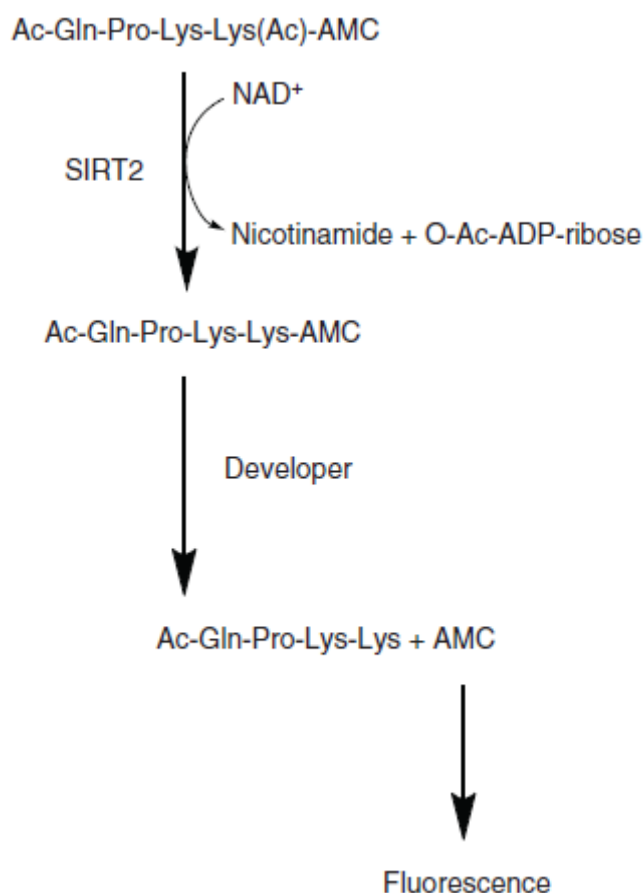 Ac-Gln-Pro-Lys-Lys(Ac)-AMC
NAD⁺
SIRT2
Nicotinamide + O-Ac-ADP-ribose
Ac-Gln-Pro-Lys-Lys-AMC
Developer
Ac-Gln-Pro-Lys-Lys + AMC
Fluorescence